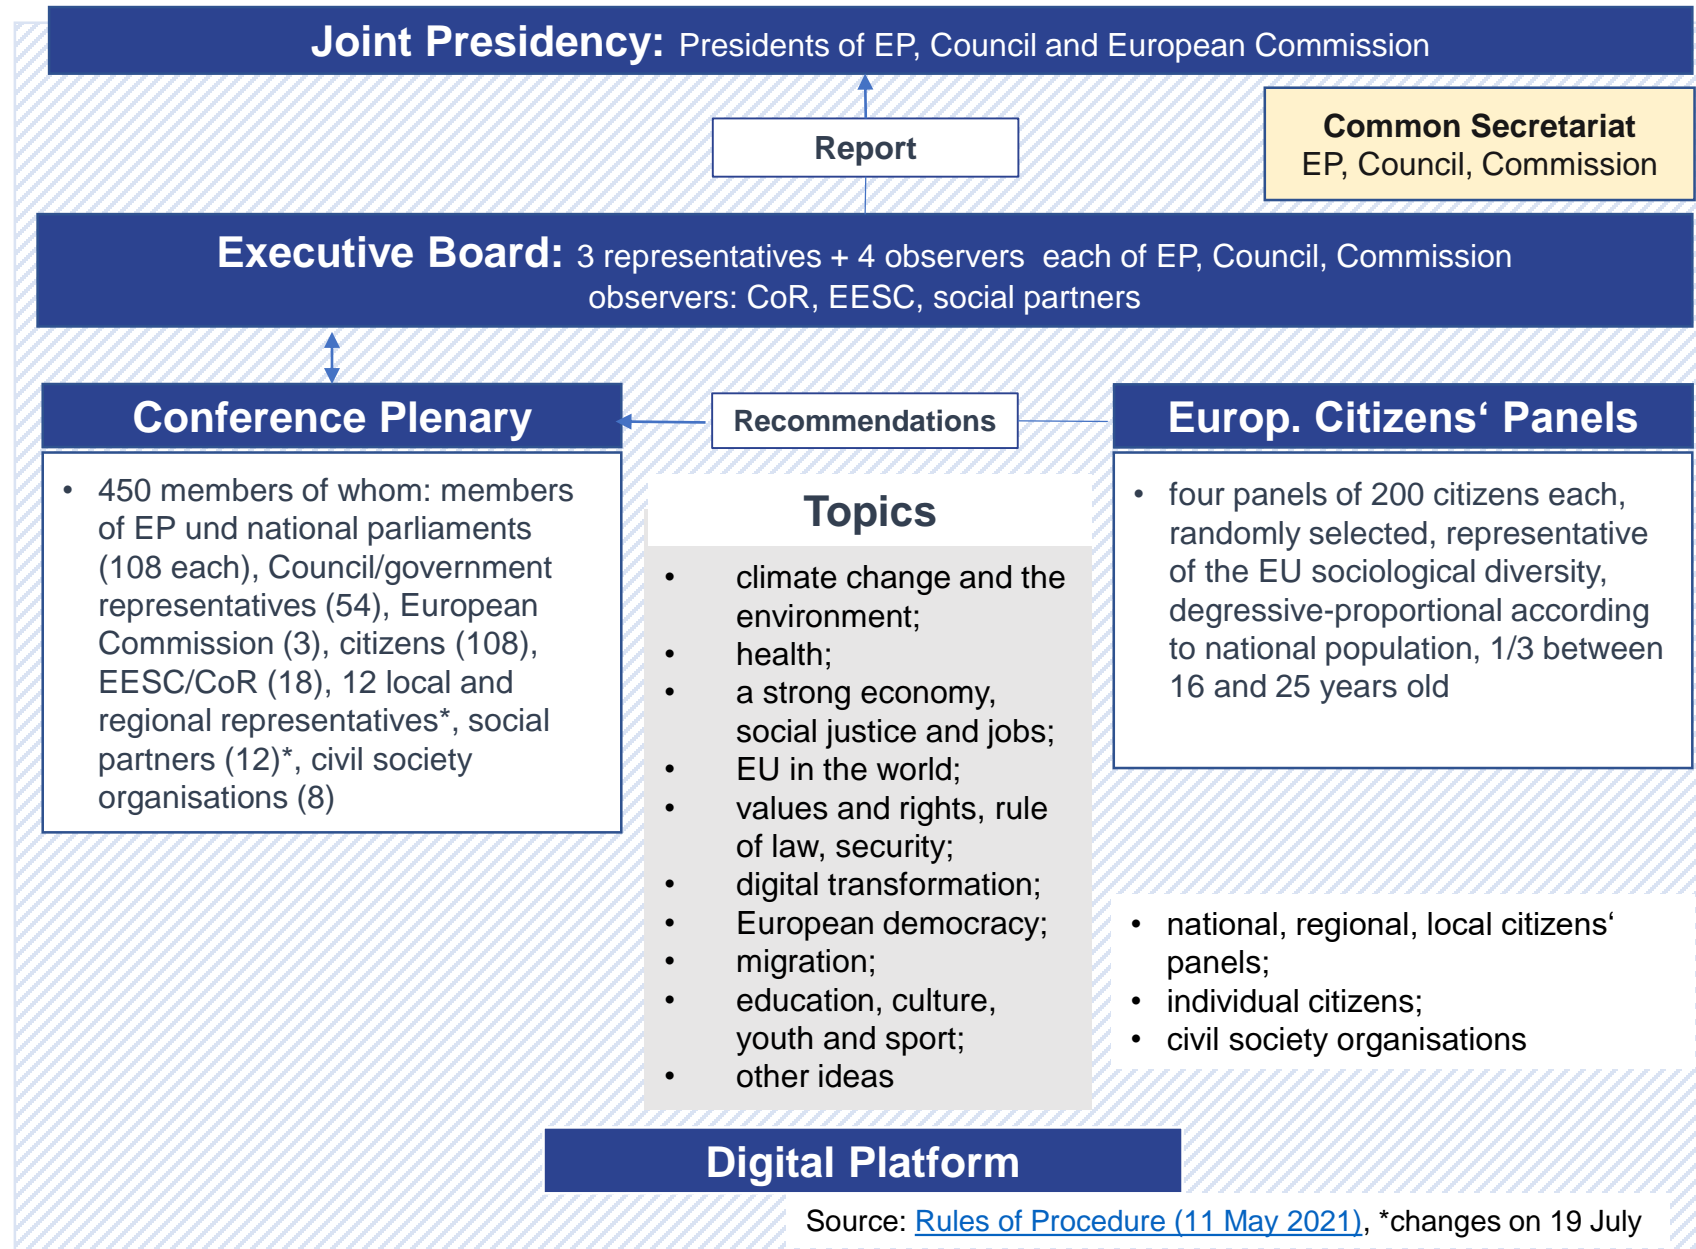 Joint Presidency: Presidents of EP, Council and European Commission
Report
Common Secretariat
EP, Council, Commission
Executive Board: 3 representatives + 4 observers  each of EP, Council, Commission
observers: CoR, EESC, social partners
Conference Plenary
Recommendations
Europ. Citizens‘ Panels
• 450 members of whom: members
of EP und national parliaments
(108 each), Council/government
representatives (54), European
Commission (3), citizens (108),
EESC/CoR (18), 12 local and
regional representatives*, social
partners (12)*, civil society
organisations (8)
Topics
• climate change and the
environment;
• health;
• a strong economy,
social justice and jobs;
• EU in the world;
• values and rights, rule
of law, security;
• digital transformation;
• European democracy;
• migration;
• education, culture,
youth and sport;
• other ideas
• four panels of 200 citizens each,
randomly selected, representative
of the EU sociological diversity,
degressive-proportional according
to national population, 1/3 between
16 and 25 years old
• national, regional, local citizens‘
panels;
• individual citizens;
• civil society organisations
Digital Platform
Source: Rules of Procedure (11 May 2021), *changes on 19 July